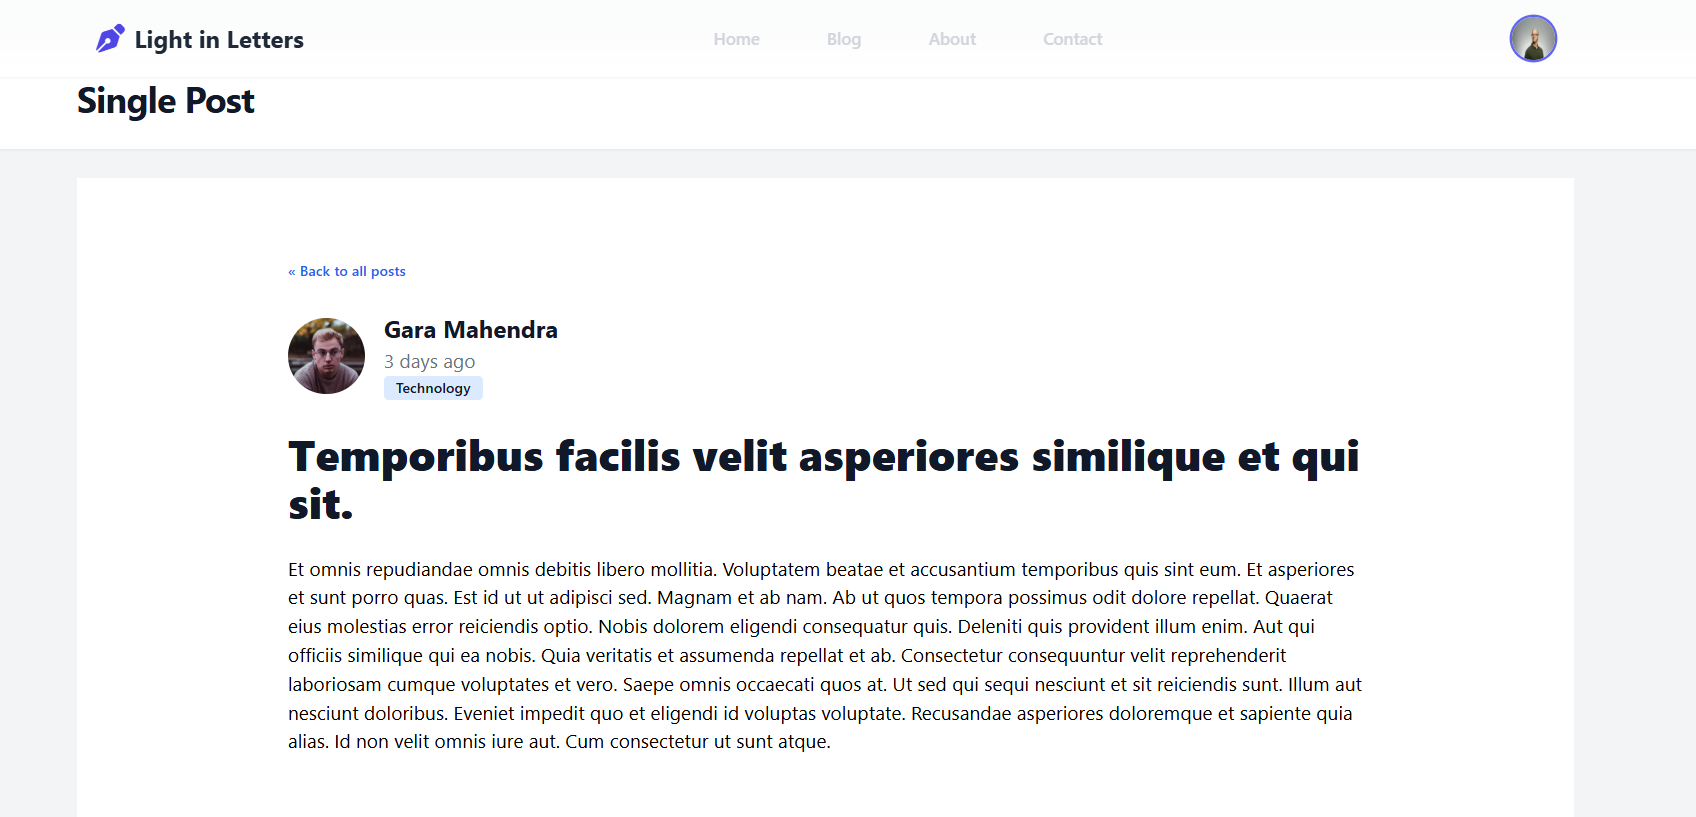 Light in Letters
Home
Blog
About
Contact
Single Post
« Back to all posts
Gara Mahendra
3 days ago
Technology
Temporibus facilis velit asperiores similique et qui
sit.
Et omnis repudiandae omnis debitis libero mollitia. Voluptatem beatae et accusantium temporibus quis sint eum. Et asperiores
et sunt porro quas. Est id ut ut adipisci sed. Magnam et ab nam. Ab ut quos tempora possimus odit dolore repellat. Quaerat
eius molestias error reiciendis optio. Nobis dolorem eligendi consequatur quis. Deleniti quis provident illum enim. Aut qui
officiis similique qui ea nobis. Quia veritatis et assumenda repellat et ab. Consectetur consequuntur velit reprehenderit
laboriosam cumque voluptates et vero. Saepe omnis occaecati quos at. Ut sed qui sequi nesciunt et sit reiciendis sunt. Illum aut
nesciunt doloribus. Eveniet impedit quo et eligendi id voluptas voluptate. Recusandae asperiores doloremque et sapiente quia
alias. Id non velit omnis iure aut. Cum consectetur ut sunt atque.